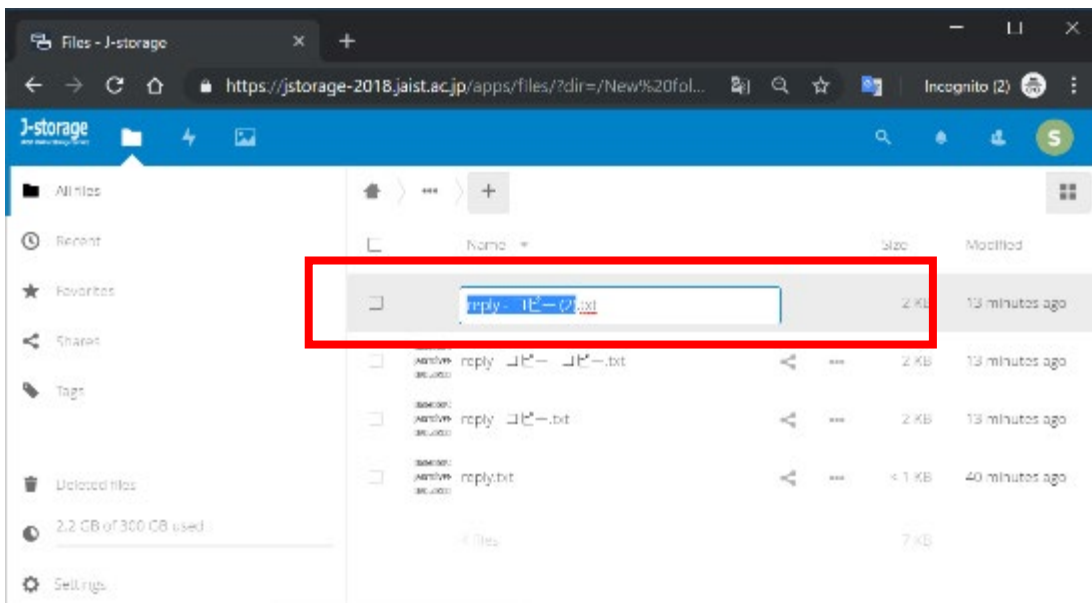 Files - J-storage
https://jstorage-2018.jaist.ac.jp/apps/files/?dir=/New%20fol...
Incognito (2)
J-storage
S
All files
Recent
Name
Size
Modified
Favorites
reply - コピー (2).txt
2 KB
13 minutes ago
Shares
reply コピー コピー.txt
2 KB
13 minutes ago
Tags
reply コピー.txt
2 KB
13 minutes ago
Deleted files
reply.txt
< 1 KB
40 minutes ago
2.2 GB of 300 GB used
4 files
7 KB
Settings